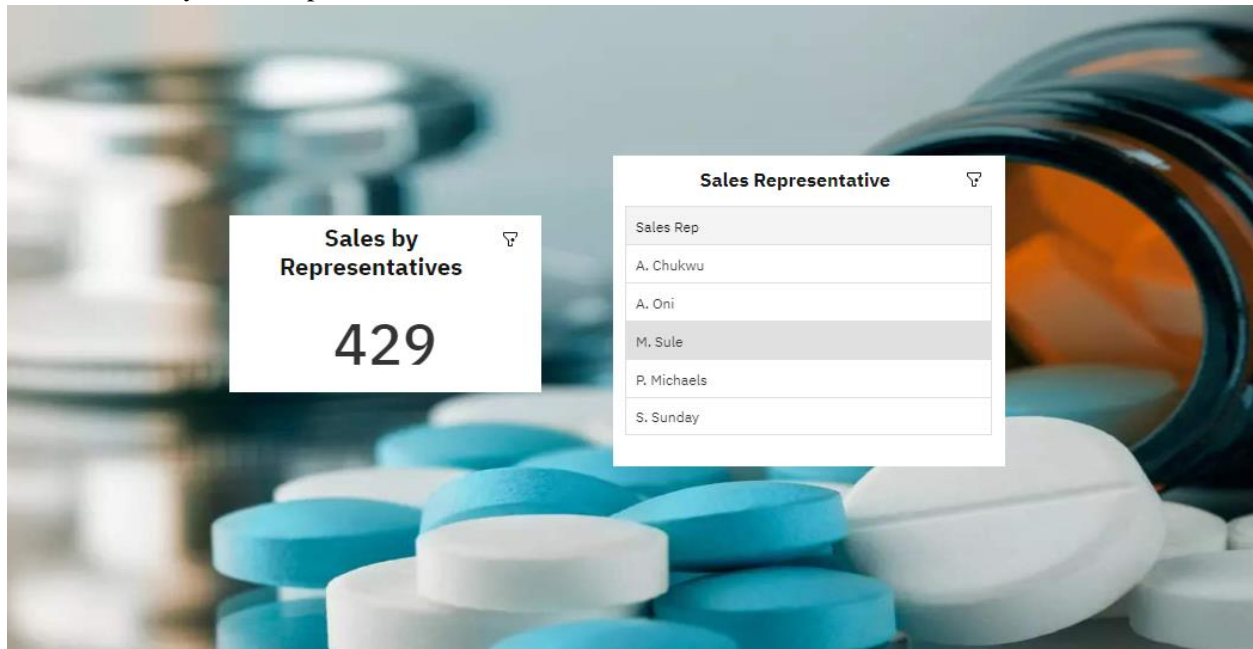 Sales by
Representatives
429
Sales Representative
Sales Rep
A. Chukwu
A. Oni
M. Sule
P. Michaels
S. Sunday